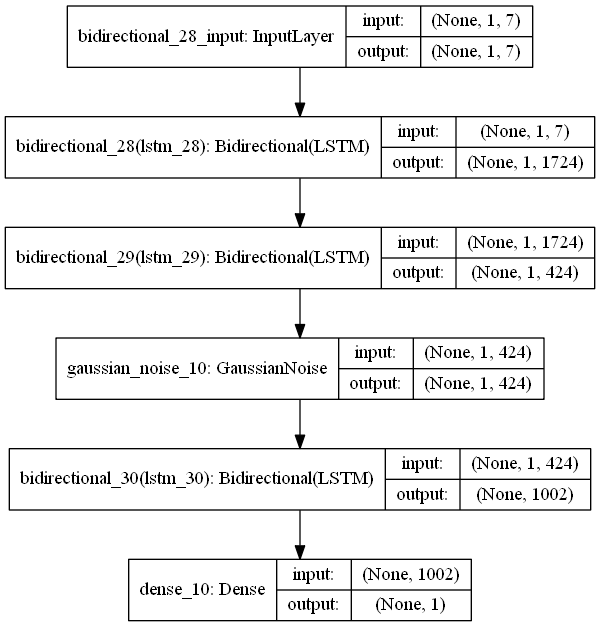 bidirectional_28_input: InputLayer
input: (None, 1, 7)
output: (None, 1, 7)
bidirectional_28(lstm_28): Bidirectional(LSTM)
input: (None, 1, 7)
output: (None, 1, 1724)
bidirectional_29(lstm_29): Bidirectional(LSTM)
input: (None, 1, 1724)
output: (None, 1, 424)
gaussian_noise_10: GaussianNoise
input: (None, 1, 424)
output: (None, 1, 424)
bidirectional_30(lstm_30): Bidirectional(LSTM)
input: (None, 1, 424)
output: (None, 1002)
dense_10: Dense
input: (None, 1002)
output: (None, 1)